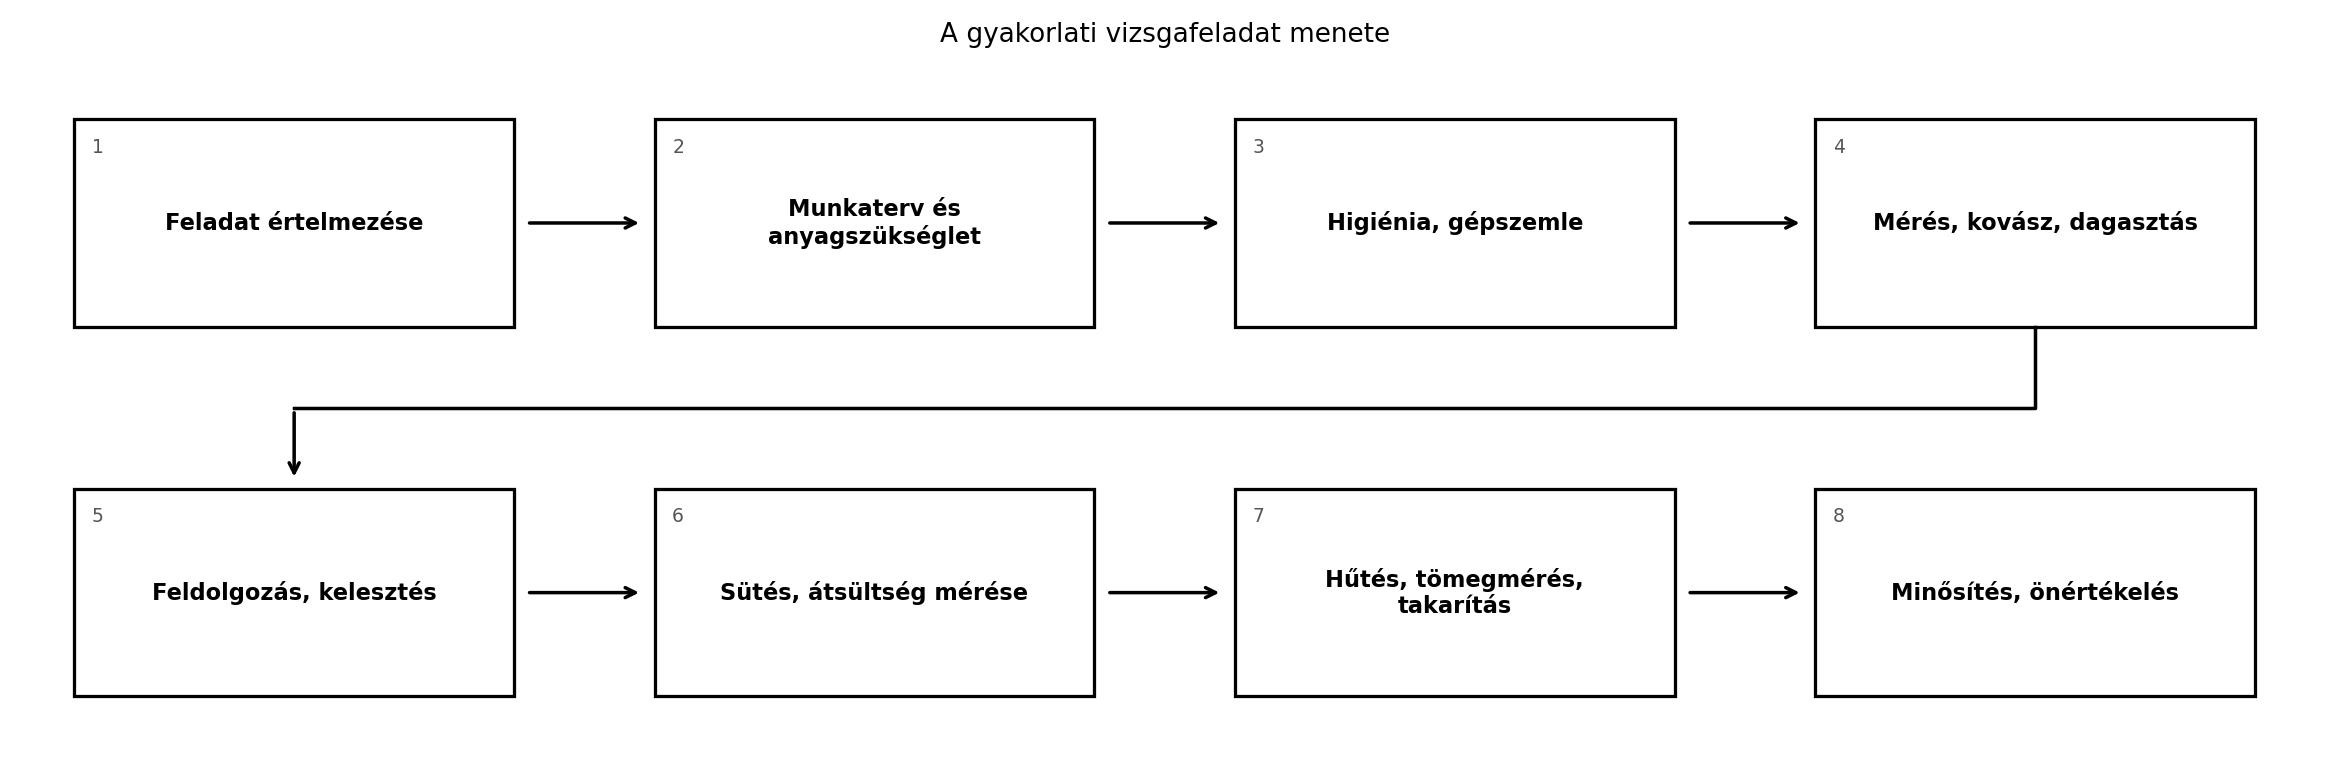 A gyakorlati vizsgafeladat menete
1
Feladat értelmezése
2
Munkaterv és
anyagszükséglet
3
Higiénia, gépszemle
4
Mérés, kovász, dagasztás
5
Feldolgozás, kelesztés
6
Sütés, átsültség mérése
7
Hűtés, tömegmérés,
takarítás
8
Minősítés, önértékelés